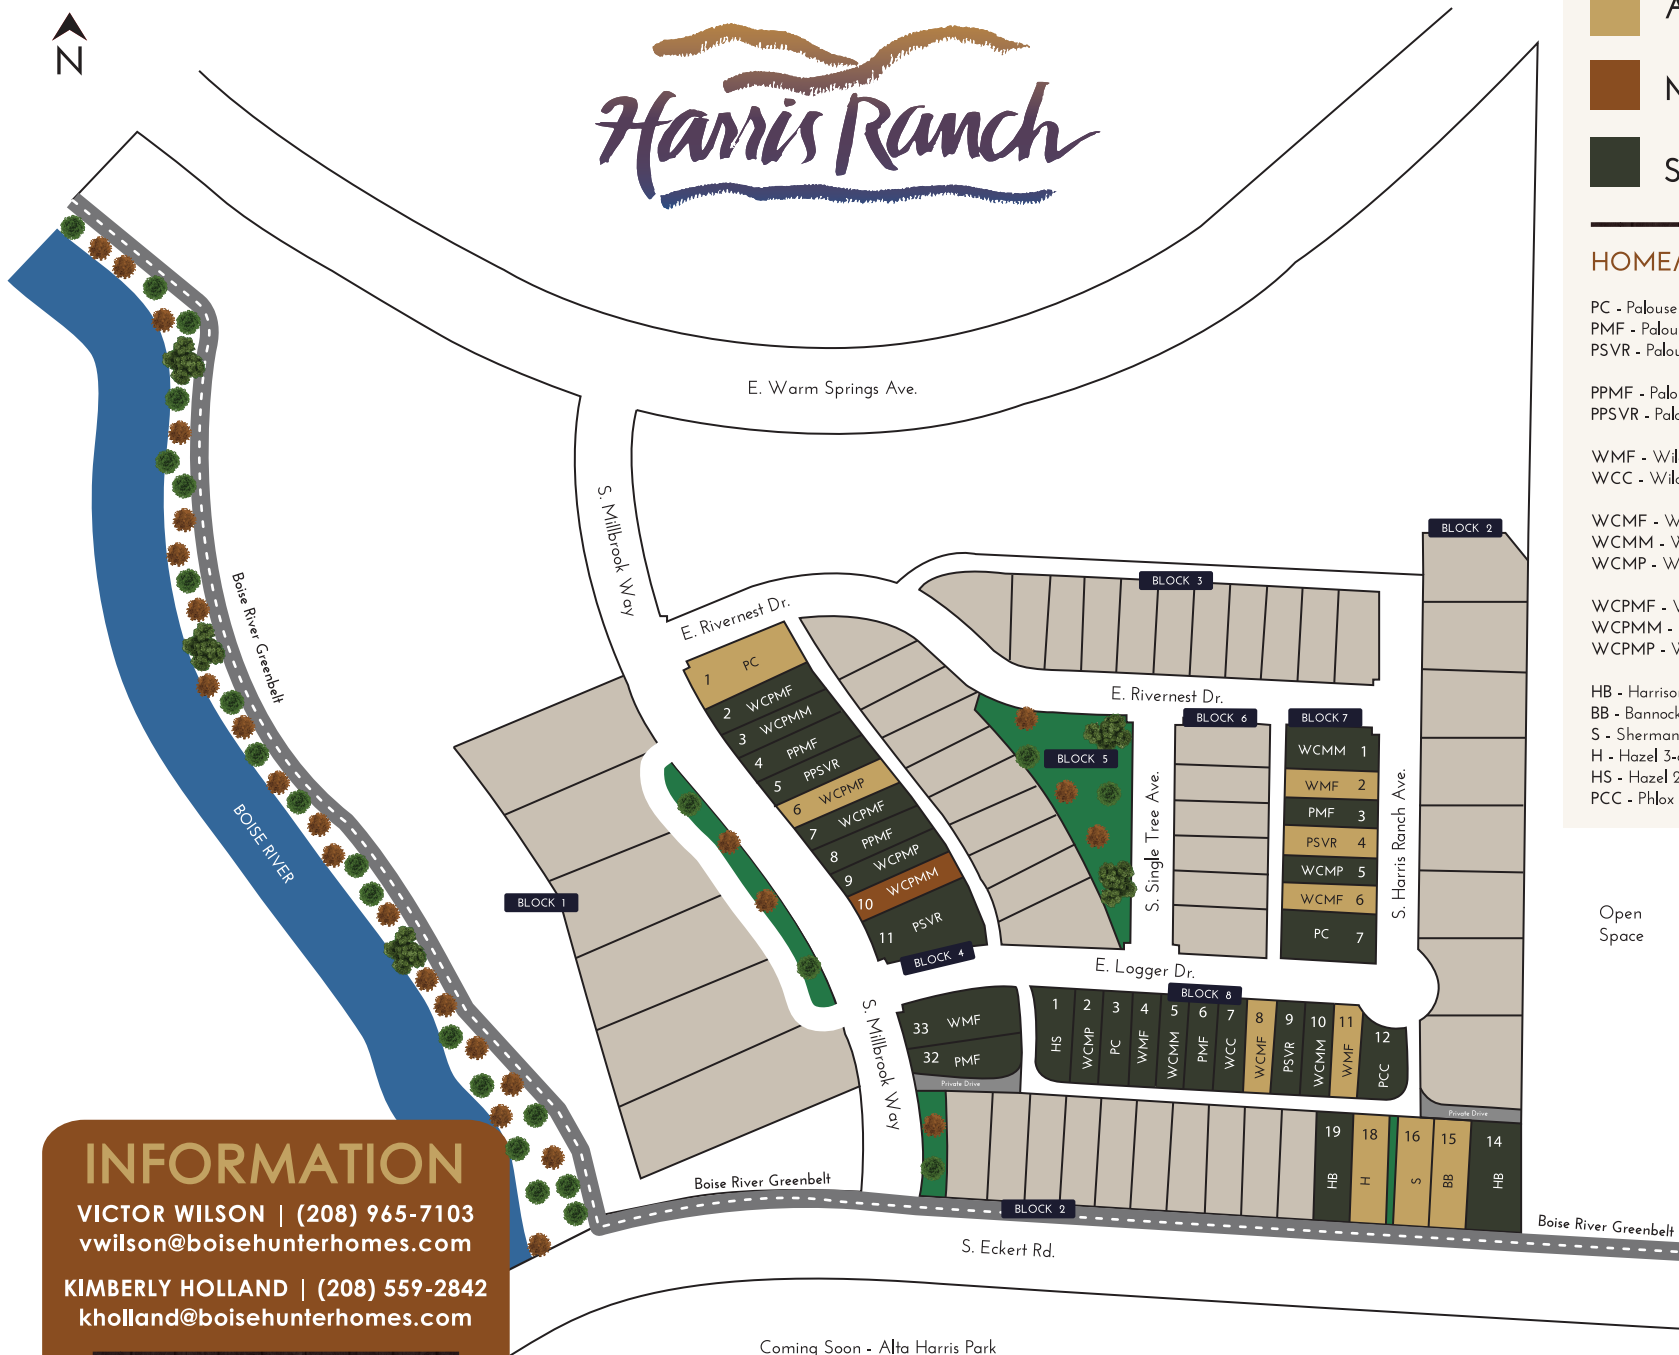 N
Harris Ranch
A
N
S
HOME
PC - Palouse
PMF - Palou
PSVR - Palou
PPMF - Palo
PPSVR - Palo
WMF - Wil
WCC - Wild
WCMF - W
WCMM - W
WCMP - W
WCPMF - W
WCPMM -
WCPMP - W
HB - Harriso
BB - Bannock
S - Sherman
H - Hazel 3-
HS - Hazel 2
PCC - Phlox
Open
Space
E. Warm Springs Ave.
S. Millbrook Way
Boise River Greenbelt
BOISE RIVER
E. Rivernest Dr.
BLOCK 3
BLOCK 2
E. Rivernest Dr.
BLOCK 1
1 PC
2 WCPMF
3 WCPMM
4 PPMF
5 PPSVR
6 WCPMP
7 WCPMF
8 PPMF
9 WCPMP
10 WCPMM
11 PSVR
BLOCK 4
BLOCK 5
S. Single Tree Ave.
BLOCK 6
BLOCK 7
WCMM 1
WMF 2
PMF 3
PSVR 4
WCMP 5
WCMF 6
PC 7
S. Harris Ranch Ave.
E. Logger Dr.
BLOCK 8
1 HS
2 WCMP
3 PC
4 WMF
5 WCMM
6 PMF
7 WCC
8 WCMF
9 PSVR
10 WCMM
11 WMF
12 PCC
33 WMF
32 PMF
Private Drive
S. Millbrook Way
Private Drive
19 HB
18 H
16 S
15 BB
14 HB
Boise River Greenbelt
BLOCK 2
Boise River Greenbelt
S. Eckert Rd.
Coming Soon - Alta Harris Park
INFORMATION
VICTOR WILSON | (208) 965-7103
vwilson@boisehunterhomes.com
KIMBERLY HOLLAND | (208) 559-2842
kholland@boisehunterhomes.com